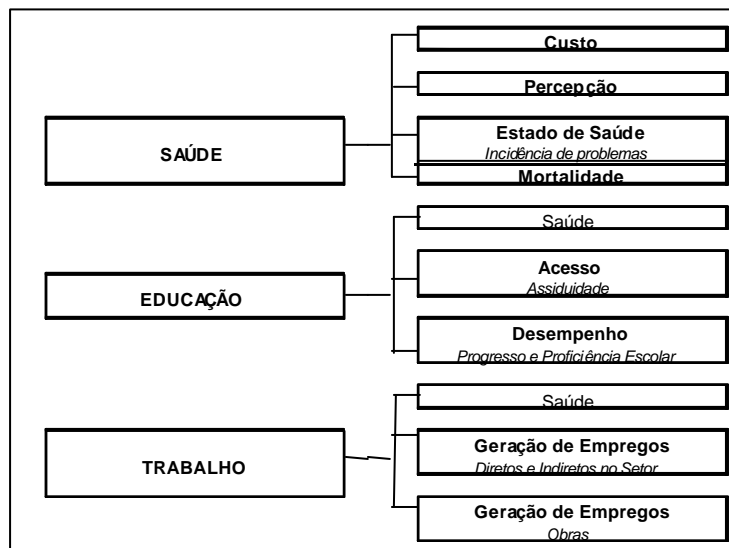 SAÚDE
Custo
Percepção
Estado de Saúde
Incidência de problemas
Mortalidade
EDUCAÇÃO
Saúde
Acesso
Assiduidade
Desempenho
Progresso e Proficiência Escolar
TRABALHO
Saúde
Geração de Empregos
Diretos e Indiretos no Setor
Geração de Empregos
Obras